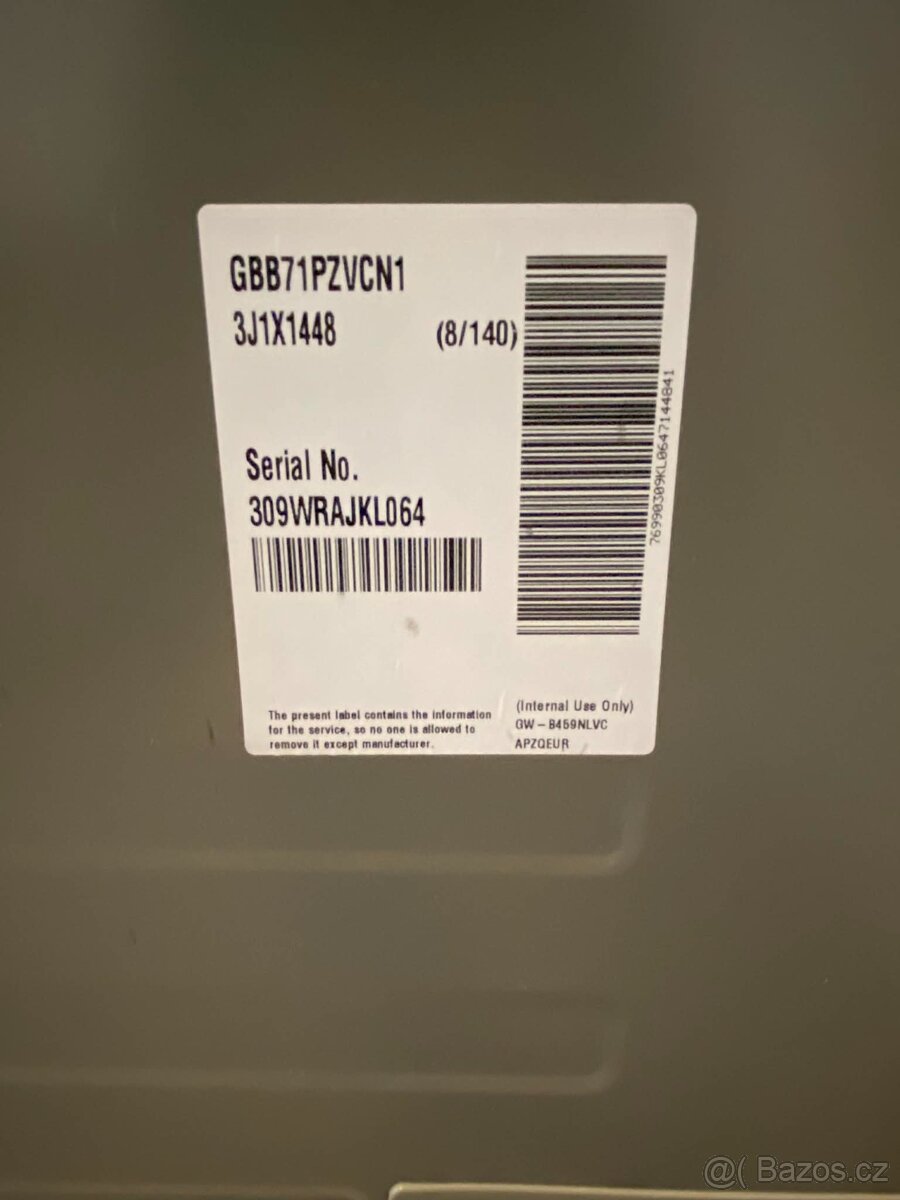 GBB71PZVCN1
3J1X1448 (8/140)
Serial No.
309WRAJKL064
76990309KL0647144841
The present label contains the information
for the service, so no one is allowed to
remove it except manufacturer.
(Internal Use Only)
GW-B459NLVC
APZQEUR
@( Bazos.cz